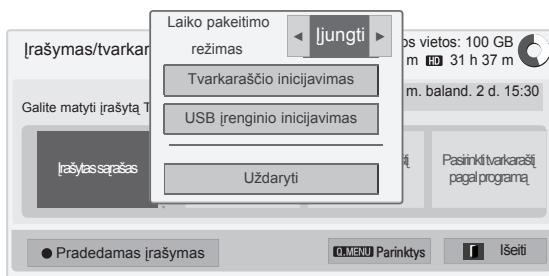 Laiko pakeitimo
režimas
◄ Įjungti ►
Tvarkaraščio inicijavimas
USB įrenginio inicijavimas
Uždaryti
Įrašymas/tvarkar
os vietos: 100 GB
m HD 31 h 37 m
m. baland. 2 d. 15:30
Galite matyti įrašytą T
Įrašytas sąrašas
Pasirinkti tvarkaraštį
pagal programą
● Pradedamas įrašymas
Q.MENU Parinktys
Išeiti